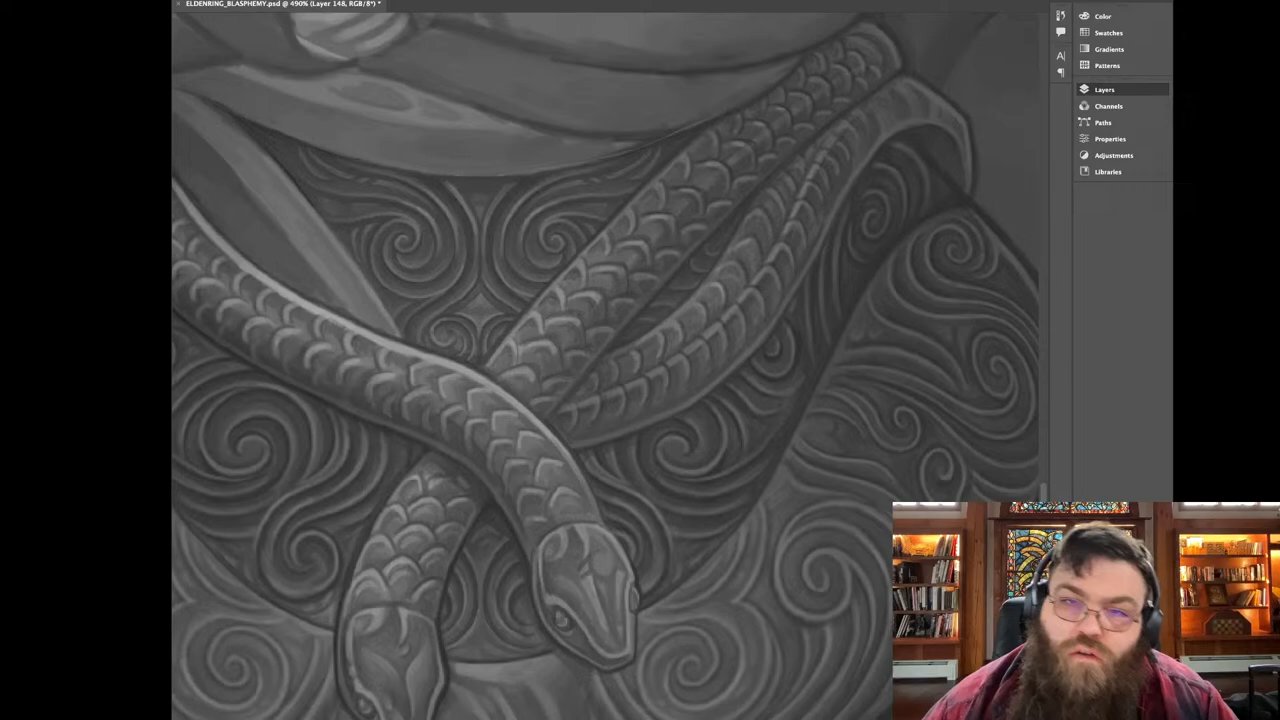 × ELDENRING_BLASPHEMY.psd @ 490% (Layer 148, RGB/8*) *
Color
Swatches
Gradients
A|
Patterns
¶
Layers
Channels
Paths
Properties
Adjustments
Libraries